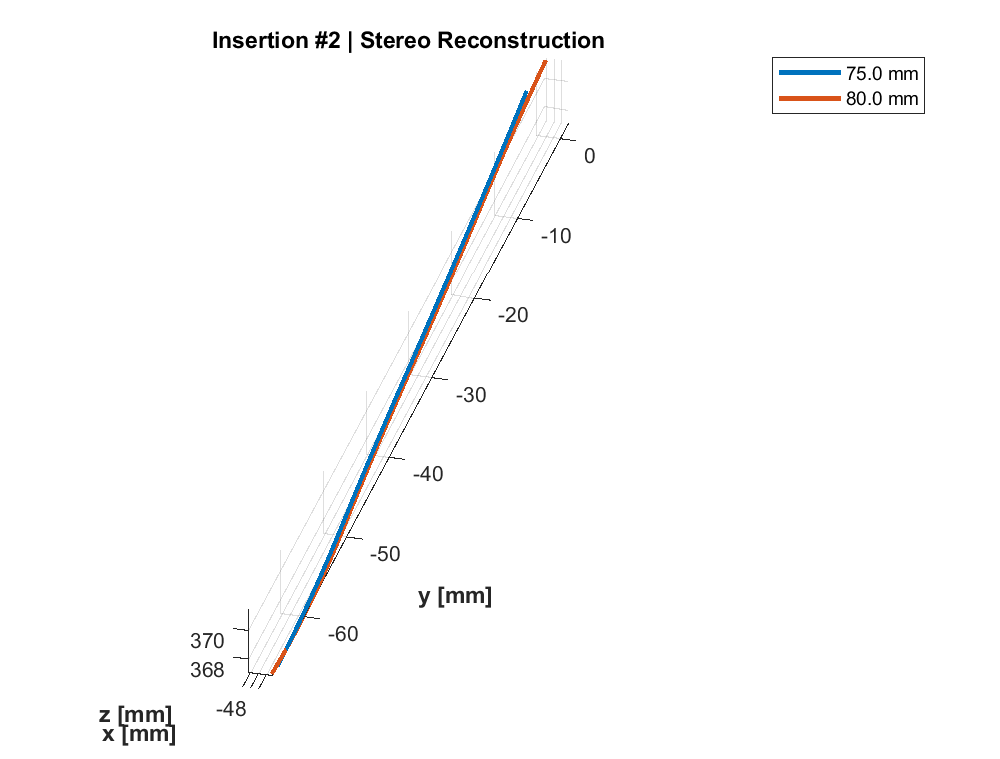 Insertion #2 | Stereo Reconstruction
75.0 mm
80.0 mm
0
-10
-20
-30
-40
-50
y [mm]
-60
370
368
-48
z [mm]
x [mm]